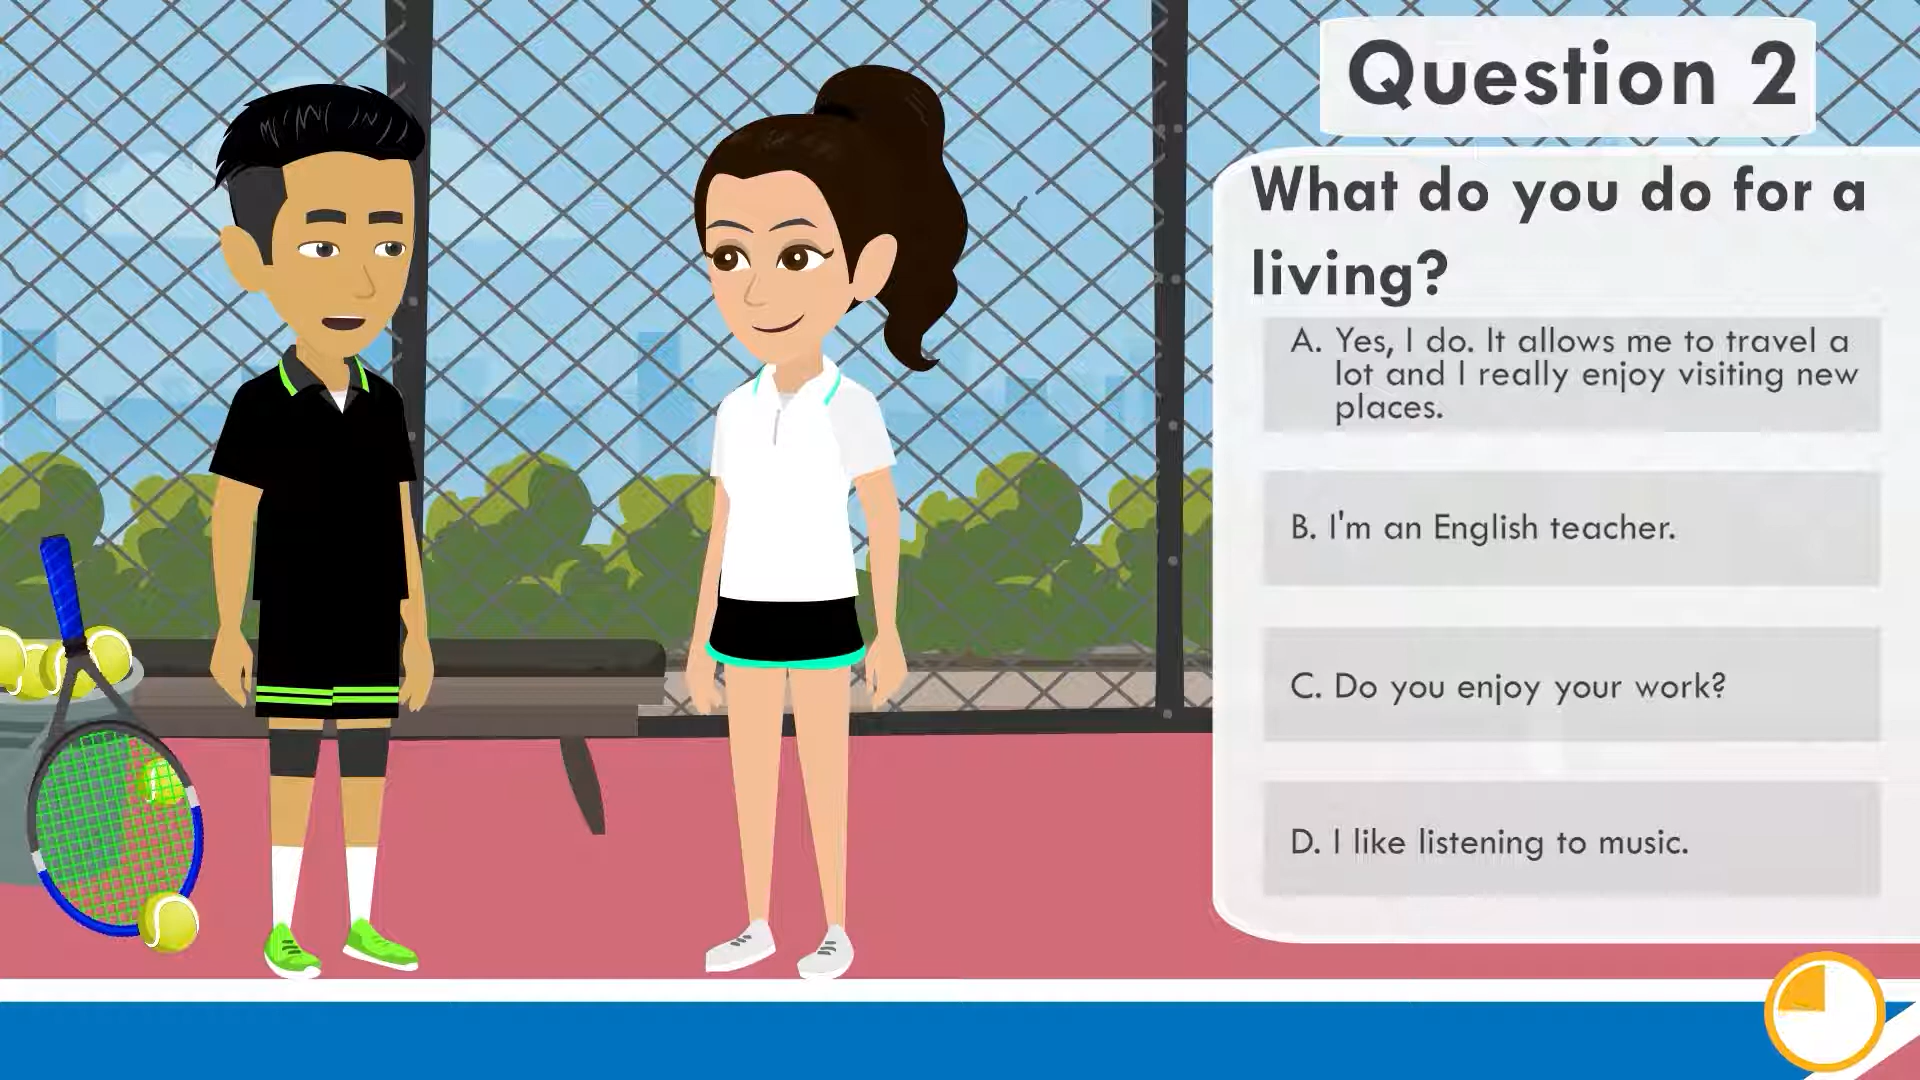 Question 2
What do you do for a
living?
A. Yes, I do. It allows me to travel a
lot and I really enjoy visiting new
places.
B. I'm an English teacher.
C. Do you enjoy your work?
D. I like listening to music.